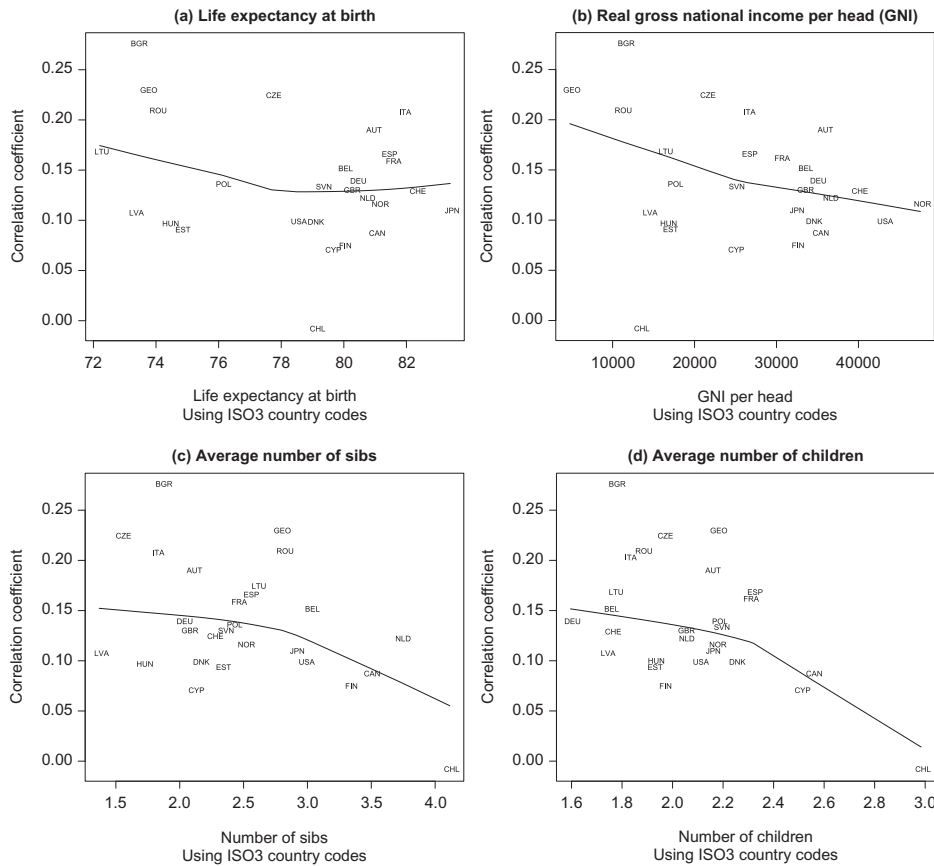 (a) Life expectancy at birth
Correlation coefficient
0.25
0.20
0.15
0.10
0.05
0.00
BGR
GEO
ROU
CZE
ITA
AUT
LTU
ESP
FRA
BEL
POL
SVN
DEU
GBR
CHE
NLD
NOR
JPN
LVA
HUN
EST
USA
DNK
CAN
FIN
CYP
CHL
72 74 76 78 80 82
Life expectancy at birth
Using ISO3 country codes
(b) Real gross national income per head (GNI)
Correlation coefficient
0.25
0.20
0.15
0.10
0.05
0.00
BGR
GEO
CZE
ROU
ITA
AUT
LTU
ESP
FRA
BEL
POL
SVN
DEU
GBR
CHE
NLD
NOR
LVA
JPN
HUN
EST
DNK
USA
CAN
CYP
FIN
CHL
10000 20000 30000 40000
GNI per head
Using ISO3 country codes
(c) Average number of sibs
Correlation coefficient
0.25
0.20
0.15
0.10
0.05
0.00
BGR
CZE
GEO
ITA
ROU
AUT
LTU
ESP
FRA
BEL
DEU
GBR
POL
SVN
CHE
NLD
NOR
LVA
JPN
HUN
DNK
EST
USA
CAN
CYP
FIN
CHL
1.5 2.0 2.5 3.0 3.5 4.0
Number of sibs
Using ISO3 country codes
(d) Average number of children
Correlation coefficient
0.25
0.20
0.15
0.10
0.05
0.00
BGR
CZE
GEO
ROU
ITA
AUT
LTU
ESP
FRA
BEL
DEU
CHE
POL
SVN
GBR
NLD
NOR
LVA
JPN
HUN
EST
USA
DNK
CAN
FIN
CYP
CHL
1.6 1.8 2.0 2.2 2.4 2.6 2.8 3.0
Number of children
Using ISO3 country codes